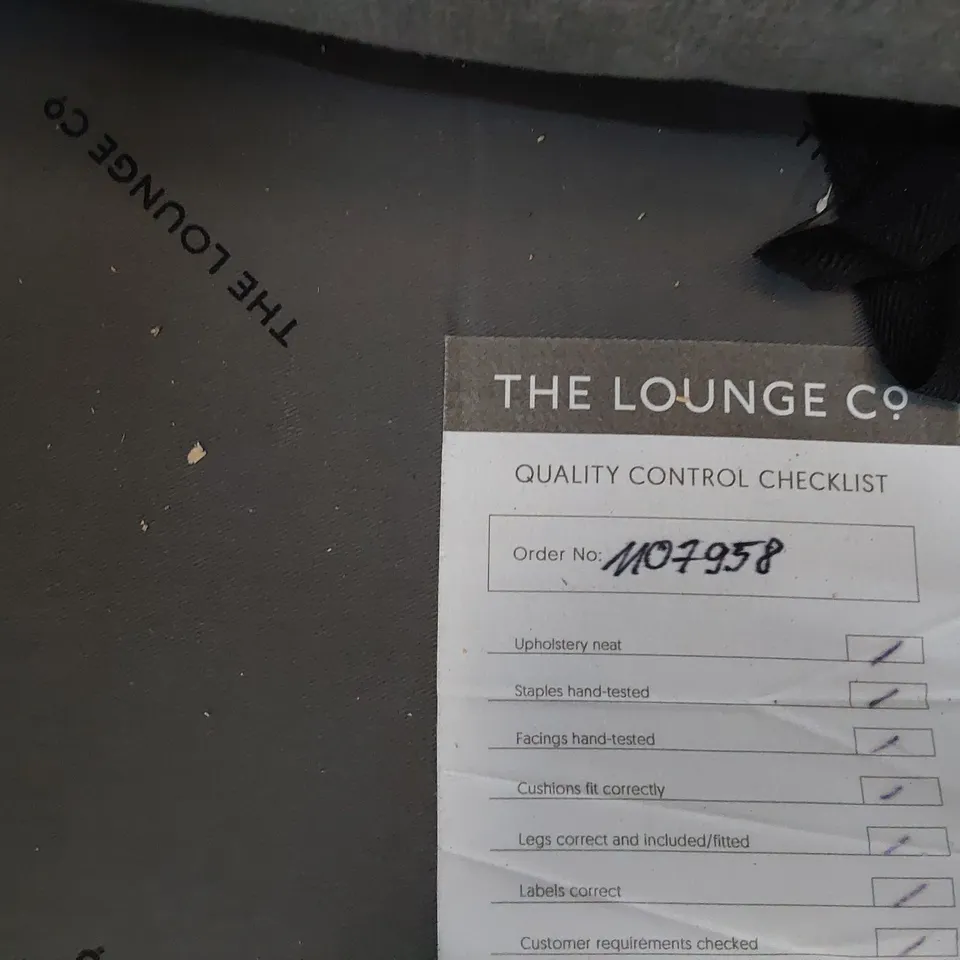 THE LOUNGE Cº
THE LOUNGE Cº
QUALITY CONTROL CHECKLIST
Order No: 1107958
Upholstery neat
Staples hand-tested
Facings hand-tested
Cushions fit correctly
Legs correct and included/fitted
Labels correct
Customer requirements checked